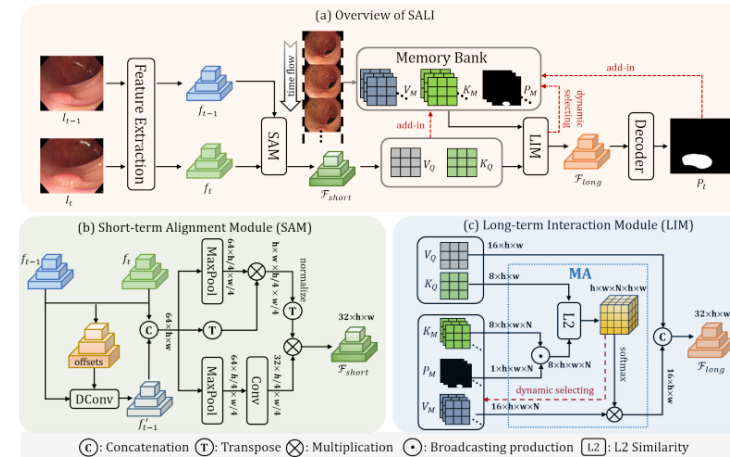 (a) Overview of SALI
I_{t-1}
I_t
Feature Extraction
f_{t-1}
f_t
SAM
time flow
F_short
Memory Bank
V_M
K_M
P_M
add-in
V_Q
K_Q
LIM
dynamic
selecting
F_long
Decoder
add-in
P_t
(b) Short-term Alignment Module (SAM)
f_{t-1}
f_t
offsets
DConv
f'_{t-1}
C
64×h×w
T
MaxPool
64×h/4×w/4
h×w×h/4×w/4
normalize
T
MaxPool
64×h/4×w/4
Conv
32×h/4×w/4
32×h×w
F_short
(c) Long-term Interaction Module (LIM)
V_Q
16×h×w
K_Q
8×h×w
MA
h×w×N×h×w
L2
K_M
8×h×w×N
P_M
1×h×w×N
8×h×w×N
softmax
dynamic selecting
V_M
16×h×w×N
16×h×w
C
32×h×w
F_long
C : Concatenation T : Transpose ⊗ : Multiplication ⊙ : Broadcasting production L2 : L2 Similarity